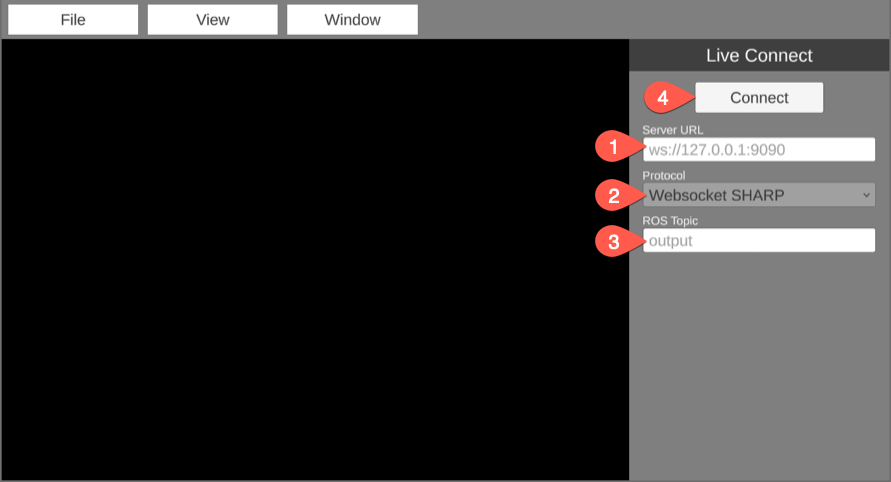 File
View
Window
Live Connect
4
Connect
Server URL
1
ws://127.0.0.1:9090
Protocol
2
Websocket SHARP
ROS Topic
3
output